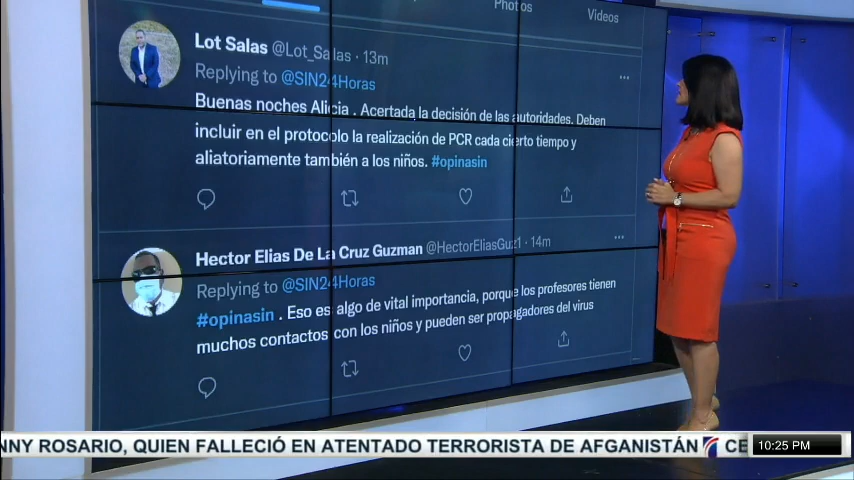 Photos
Videos
Lot Salas @Lot_Salas · 13m
Replying to @SIN24Horas
Buenas noches Alicia . Acertada la decisión de las autoridades. Deben
incluir en el protocolo la realización de PCR cada cierto tiempo y
aliatoriamente también a los niños. #opinasin
Hector Elias De La Cruz Guzman @HectorEliasGuz1 · 14m
Replying to @SIN24Horas
#opinasin . Eso es algo de vital importancia, porque los profesores tienen
muchos contactos con los niños y pueden ser propagadores del virus
NNY ROSARIO, QUIEN FALLECIÓ EN ATENTADO TERRORISTA DE AFGANISTÁN CE
10:25 PM